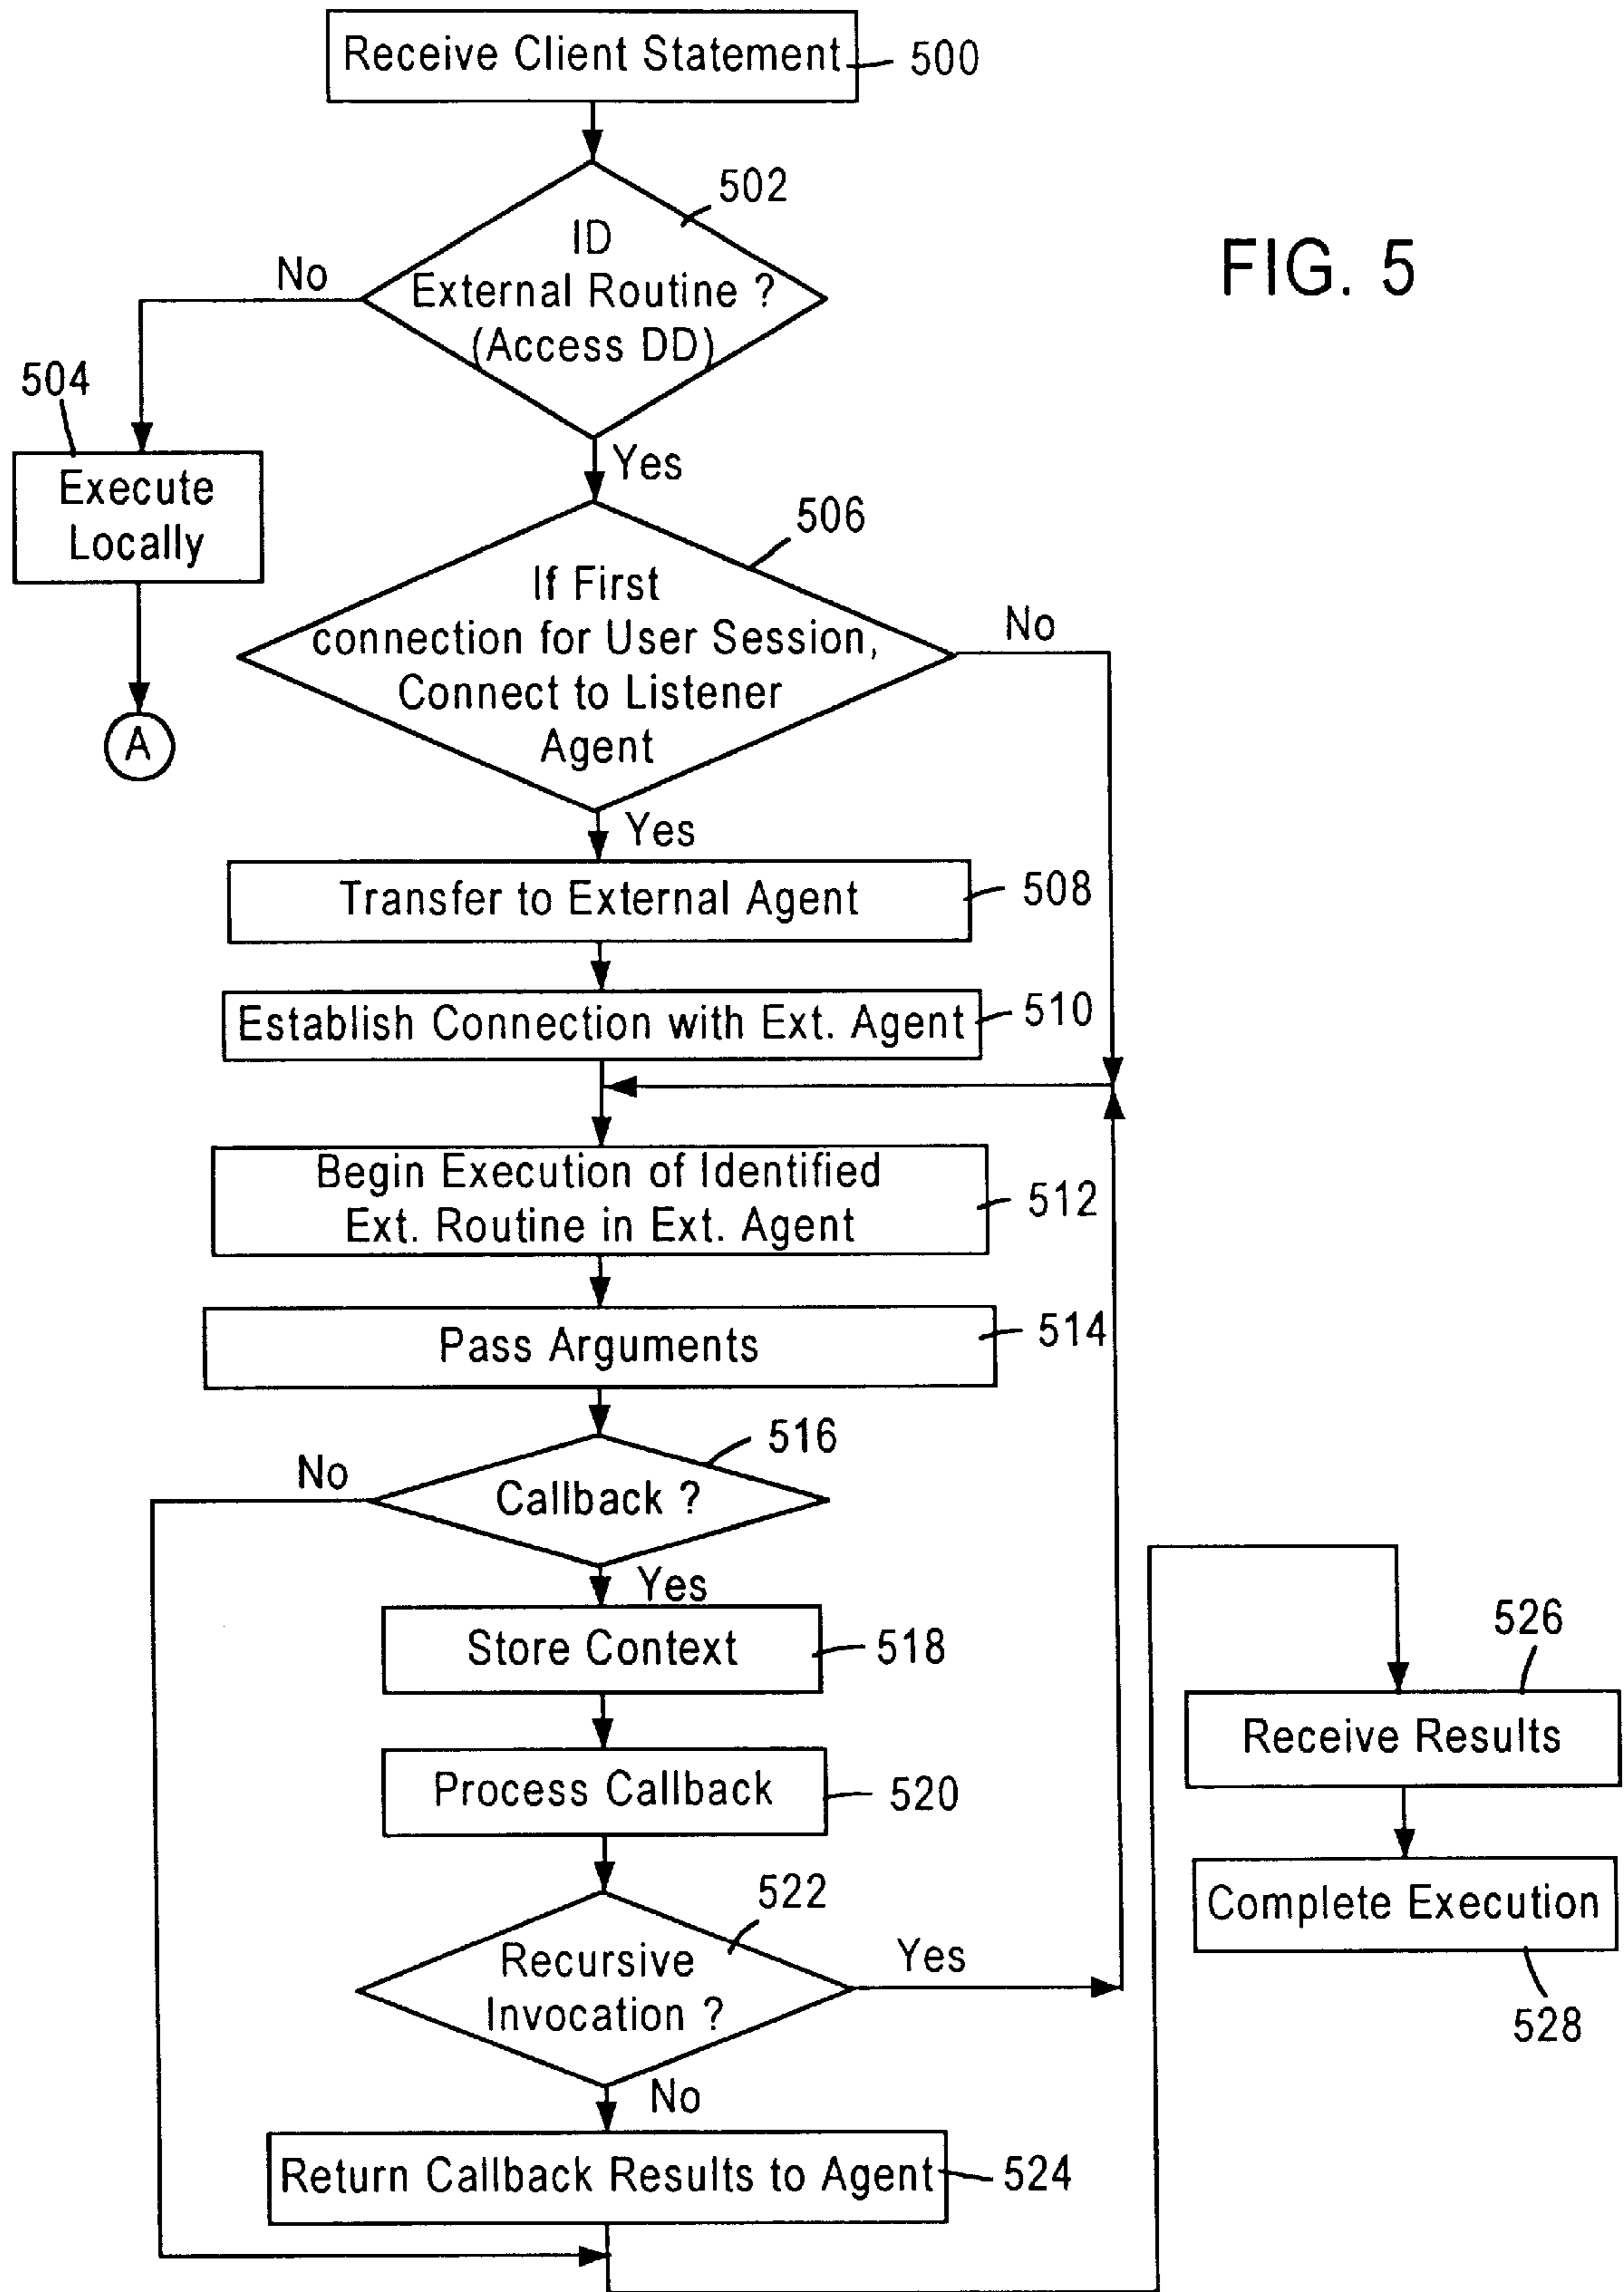 Receive Client Statement
500
502
ID
External Routine ?
(Access DD)
FIG. 5
No
504
Execute
Locally
A
Yes
506
If First
connection for User Session,
Connect to Listener
Agent
No
Yes
Transfer to External Agent
508
Establish Connection with Ext. Agent
510
Begin Execution of Identified
Ext. Routine in Ext. Agent
512
Pass Arguments
514
516
Callback ?
No
Yes
Store Context
518
Process Callback
520
522
Recursive
Invocation ?
Yes
No
Return Callback Results to Agent
524
526
Receive Results
Complete Execution
528